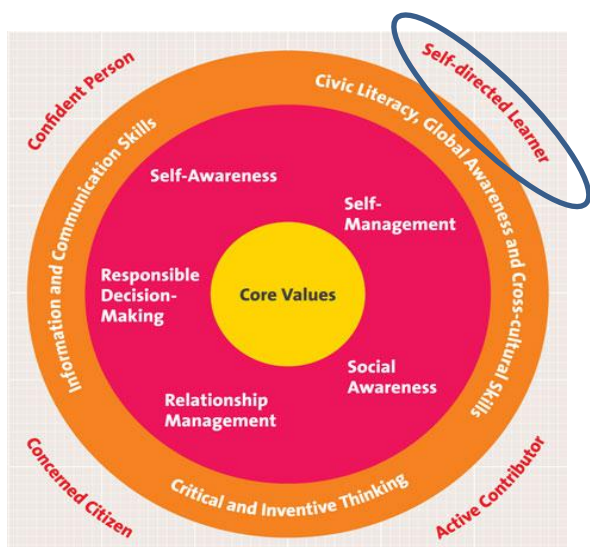 Confident Person
Self-directed Learner
Civic Literacy, Global Awareness and Cross-cultural Skills
Information and Communication Skills
Self-Awareness
Self-
Management
Responsible
Decision-
Making
Core Values
Social
Awareness
Relationship
Management
Critical and Inventive Thinking
Concerned Citizen
Active Contributor